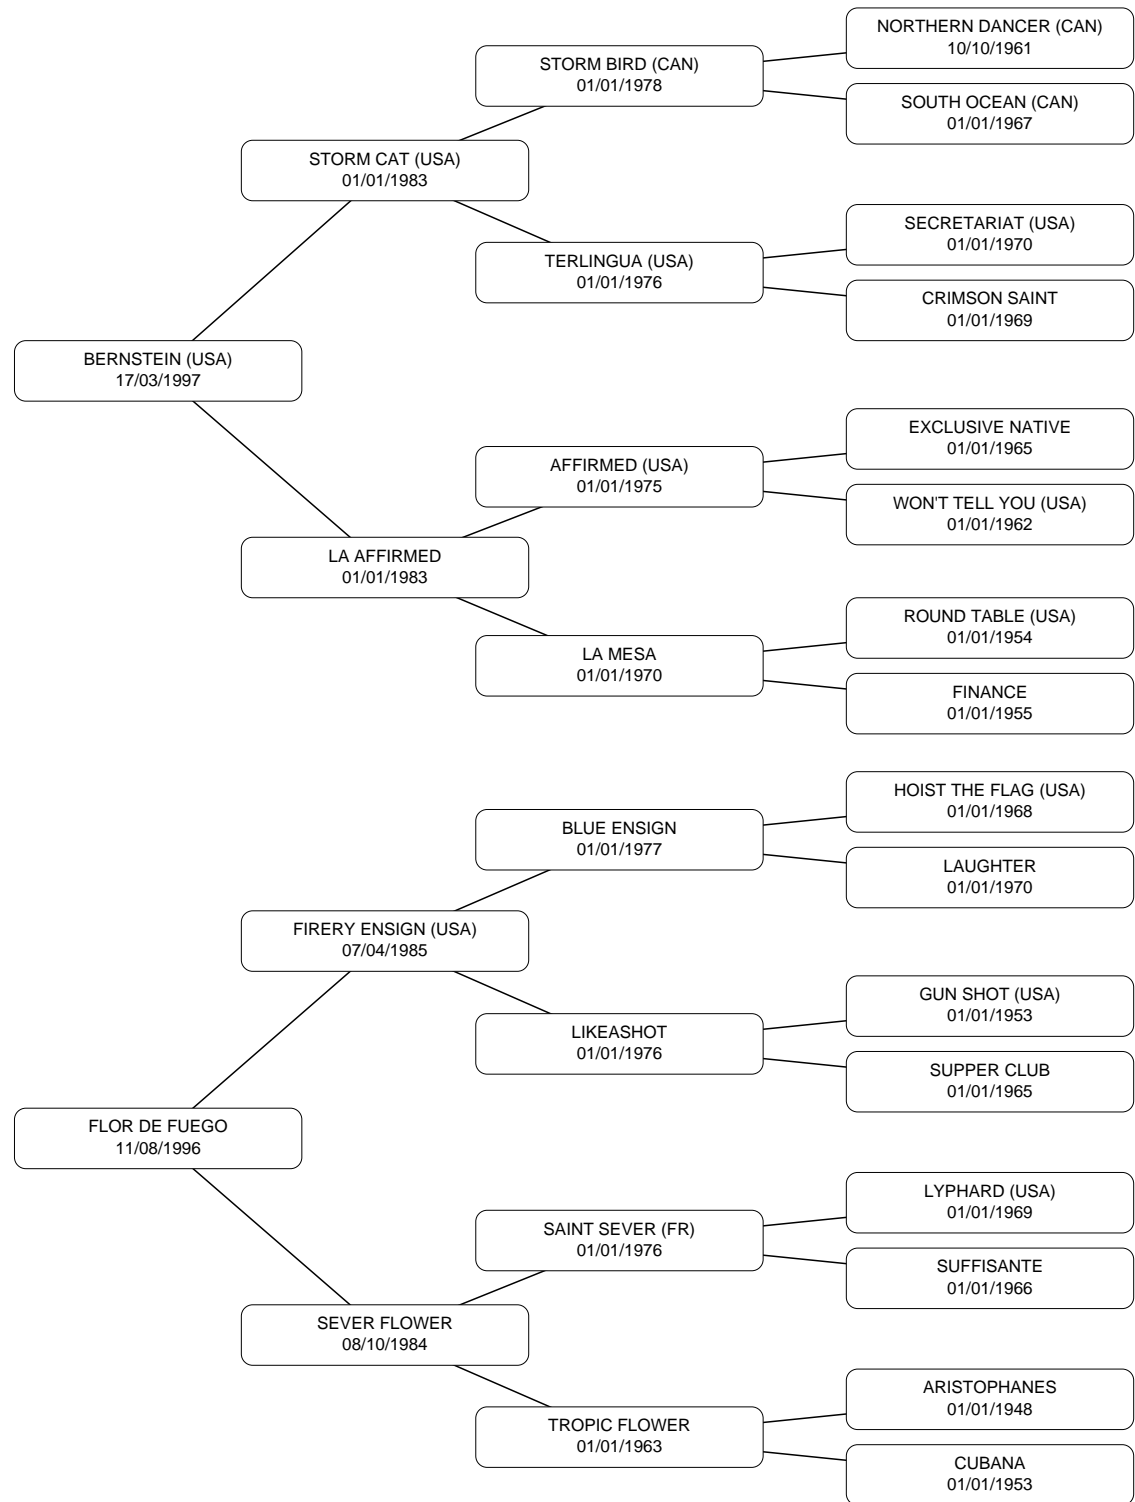 NORTHERN DANCER (CAN)
10/10/1961
STORM BIRD (CAN)
01/01/1978
SOUTH OCEAN (CAN)
01/01/1967
STORM CAT (USA)
01/01/1983
SECRETARIAT (USA)
01/01/1970
TERLINGUA (USA)
01/01/1976
CRIMSON SAINT
01/01/1969
BERNSTEIN (USA)
17/03/1997
EXCLUSIVE NATIVE
01/01/1965
AFFIRMED (USA)
01/01/1975
WON'T TELL YOU (USA)
01/01/1962
LA AFFIRMED
01/01/1983
ROUND TABLE (USA)
01/01/1954
LA MESA
01/01/1970
FINANCE
01/01/1955
HOIST THE FLAG (USA)
01/01/1968
BLUE ENSIGN
01/01/1977
LAUGHTER
01/01/1970
FIRERY ENSIGN (USA)
07/04/1985
GUN SHOT (USA)
01/01/1953
LIKEASHOT
01/01/1976
SUPPER CLUB
01/01/1965
FLOR DE FUEGO
11/08/1996
LYPHARD (USA)
01/01/1969
SAINT SEVER (FR)
01/01/1976
SUFFISANTE
01/01/1966
SEVER FLOWER
08/10/1984
ARISTOPHANES
01/01/1948
TROPIC FLOWER
01/01/1963
CUBANA
01/01/1953